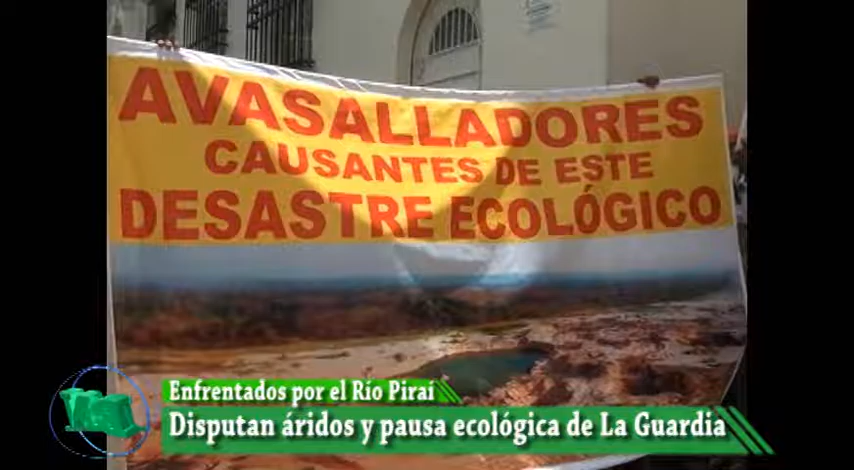 AVASALLADORES
CAUSANTES DE ESTE
DESASTRE ECOLÓGICO
Enfrentados por el Río Piraí
Disputan áridos y pausa ecológica de La Guardia